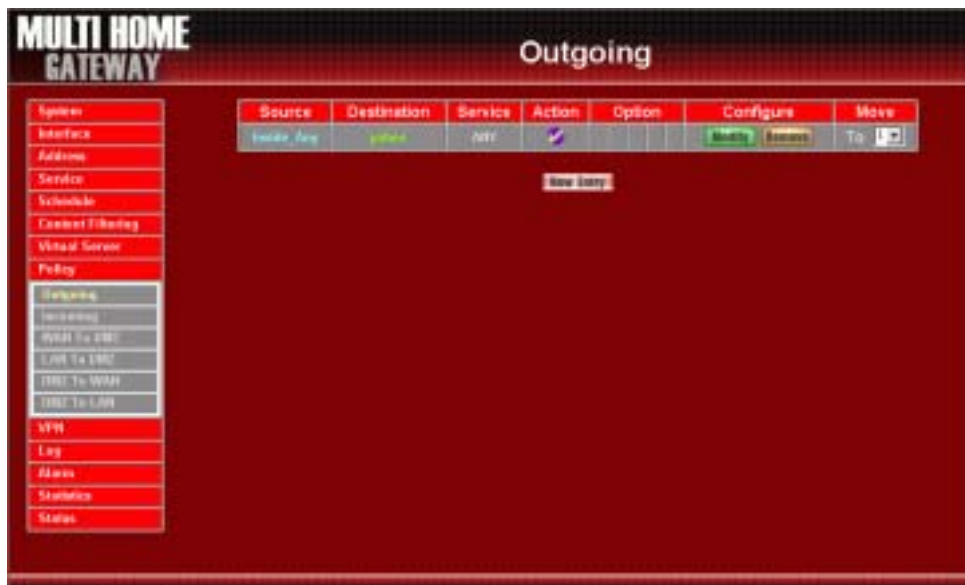 MULTI HOME
GATEWAY
Outgoing
System
Interface
Address
Service
Schedule
Content Filtering
Virtual Server
Policy
Outgoing
Incoming
WAN To DMZ
LAN To DMZ
DMZ To WAN
DMZ To LAN
VPN
Log
Alarm
Statistics
Status
Source Destination Service Action Option Configure Move
Inside_Any ANY Modify Remove To 1
New Entry